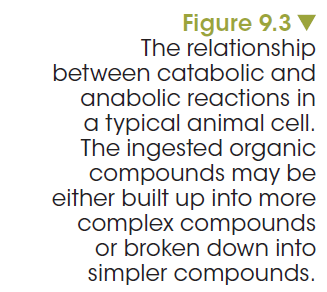 Figure 9.3 ▼
The relationship
between catabolic and
anabolic reactions in
a typical animal cell.
The ingested organic
compounds may be
either built up into more
complex compounds
or broken down into
simpler compounds.